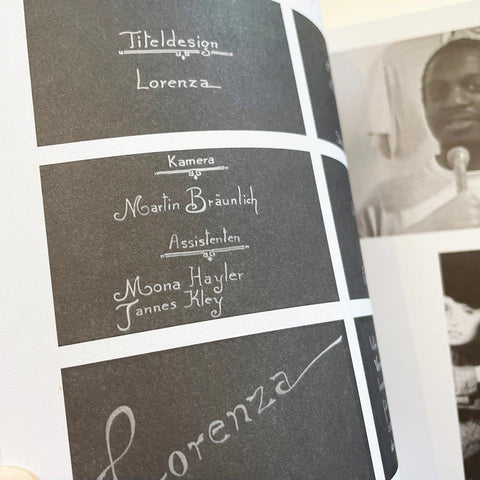 Titeldesign
Lorenza
Kamera
Martin Bräunlich
Assistenten
Mona Hayler
Jannes Kley
Lorenza